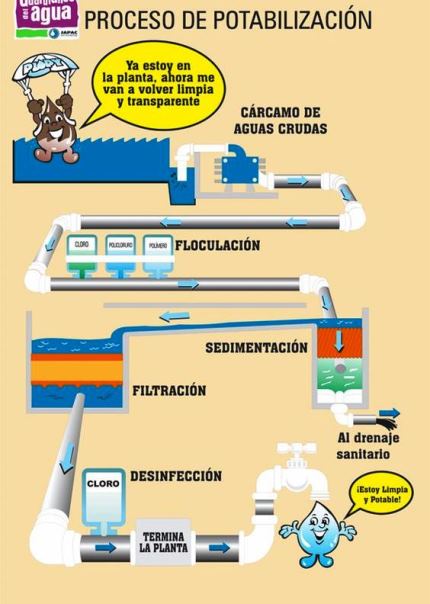 Guardianes
del
agua
JAPAC
PROCESO DE POTABILIZACIÓN
Ya estoy en
la planta, ahora me
van a volver limpia
y transparente
CÁRCAMO DE
AGUAS CRUDAS
CLORO
POLICLORURO
POLÍMERO
FLOCULACIÓN
SEDIMENTACIÓN
FILTRACIÓN
Al drenaje
sanitario
DESINFECCIÓN
CLORO
TERMINA
LA PLANTA
¡Estoy Limpia
y Potable!